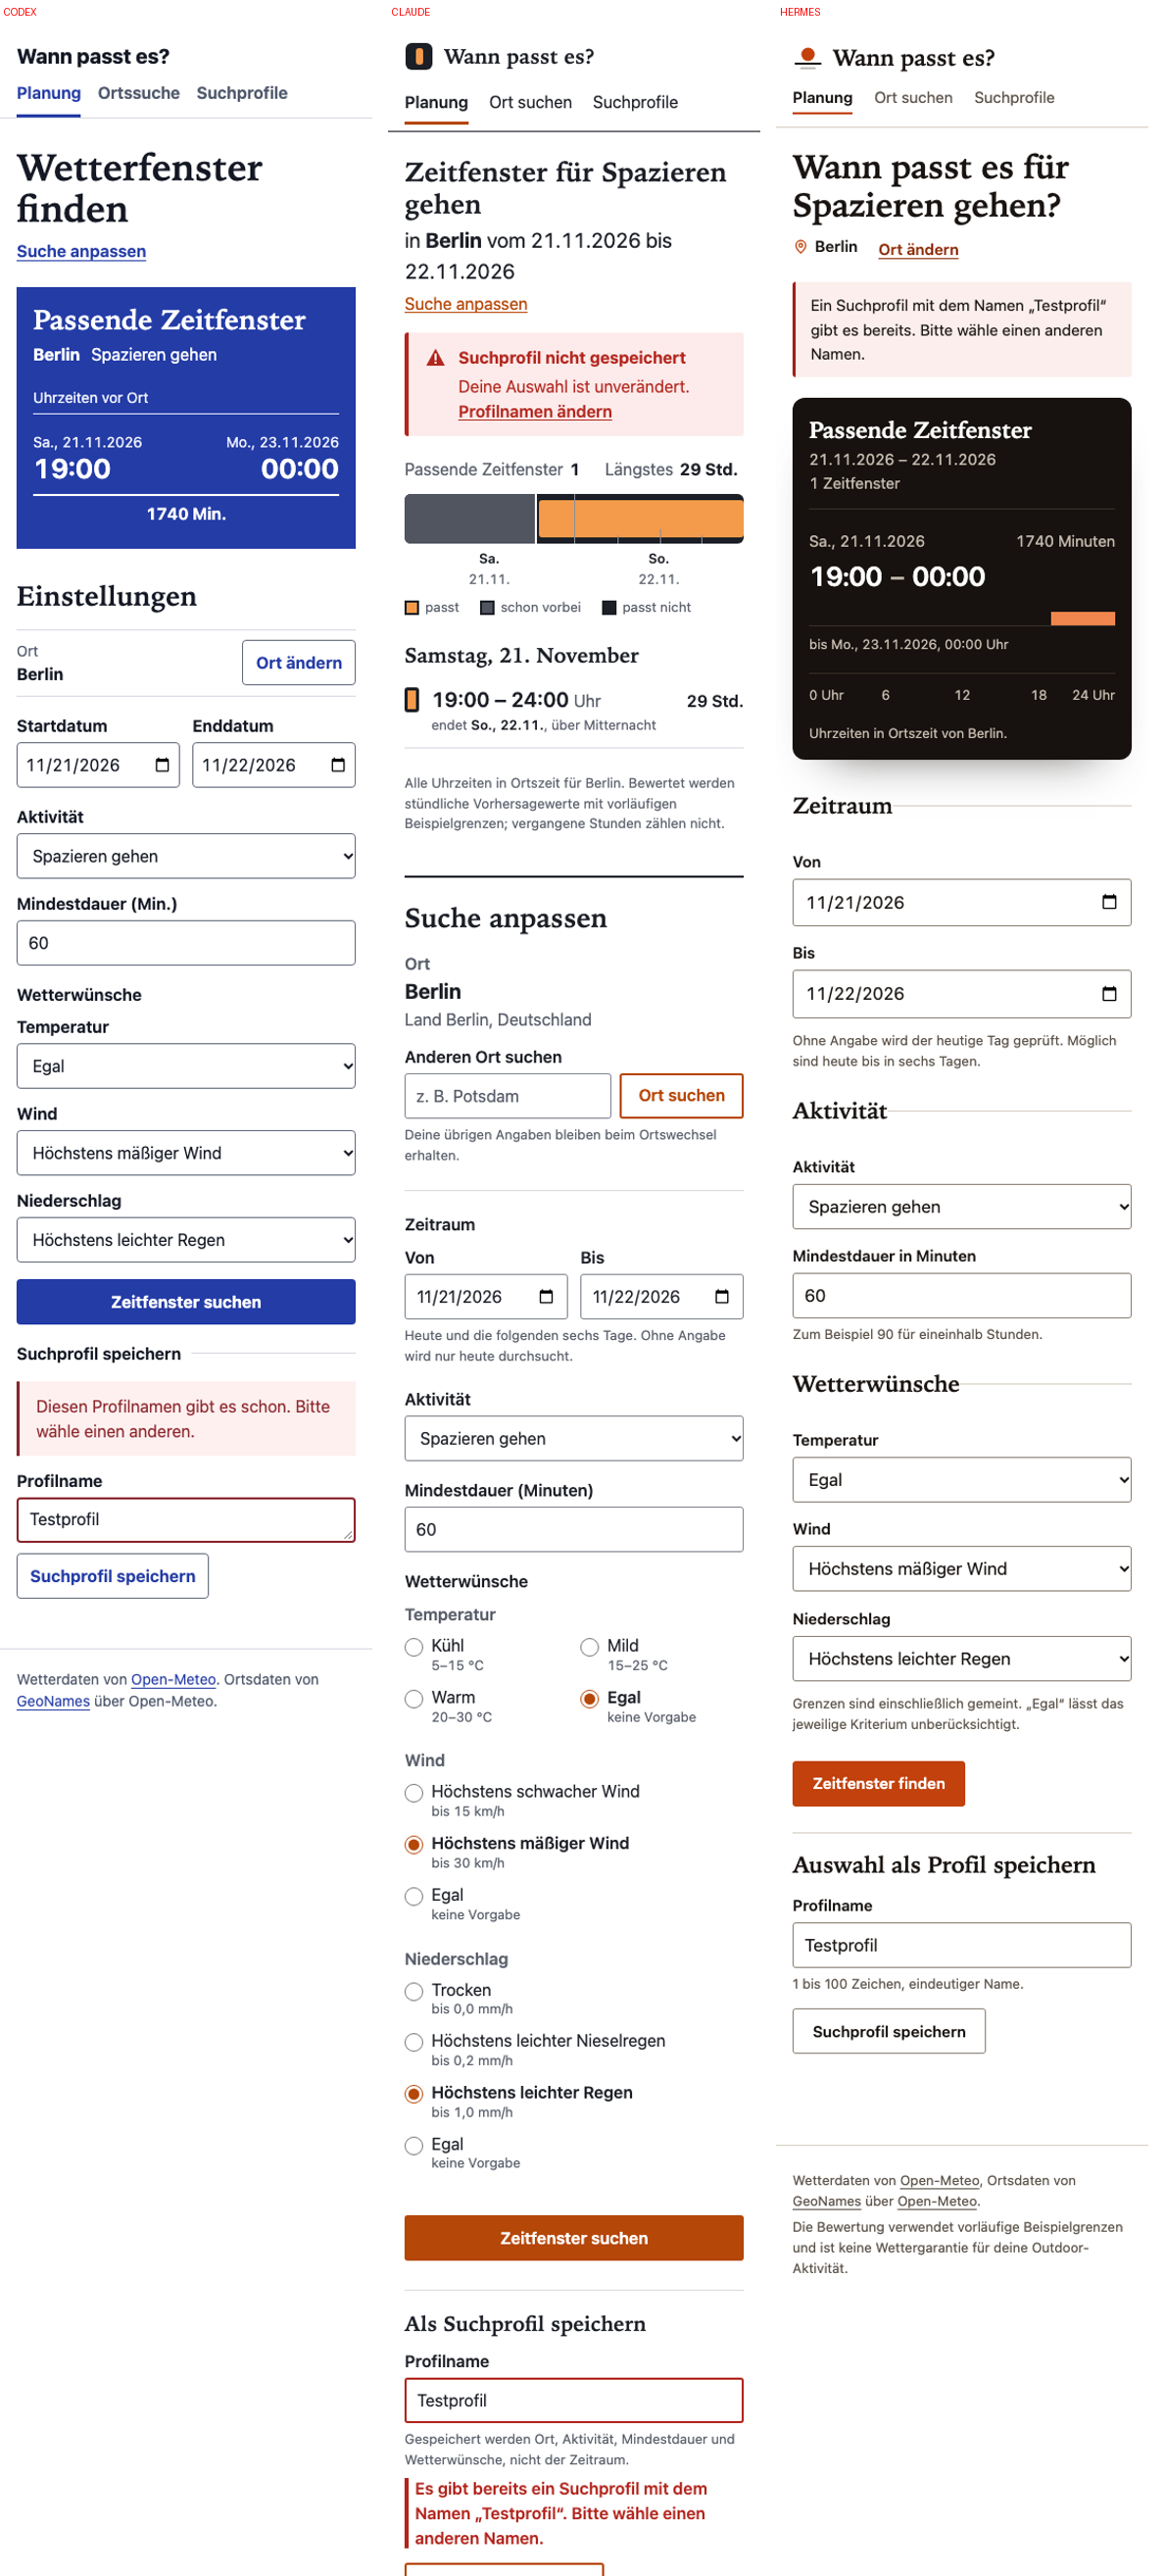 CODEX
Wann passt es?
Planung Ortssuche Suchprofile
Wetterfenster
finden
Suche anpassen
Passende Zeitfenster
Berlin Spazieren gehen
Uhrzeiten vor Ort
Sa., 21.11.2026 Mo., 23.11.2026
19:00 00:00
1740 Min.
Einstellungen
Ort
Berlin
Ort ändern
Startdatum Enddatum
11/21/2026 11/22/2026
Aktivität
Spazieren gehen
Mindestdauer (Min.)
60
Wetterwünsche
Temperatur
Egal
Wind
Höchstens mäßiger Wind
Niederschlag
Höchstens leichter Regen
Zeitfenster suchen
Suchprofil speichern
Diesen Profilnamen gibt es schon. Bitte
wähle einen anderen.
Profilname
Testprofil
Suchprofil speichern
Wetterdaten von Open-Meteo. Ortsdaten von
GeoNames über Open-Meteo.
CLAUDE
Wann passt es?
Planung Ort suchen Suchprofile
Zeitfenster für Spazieren
gehen
in Berlin vom 21.11.2026 bis
22.11.2026
Suche anpassen
Suchprofil nicht gespeichert
Deine Auswahl ist unverändert.
Profilnamen ändern
Passende Zeitfenster 1 Längstes 29 Std.
Sa. So.
21.11. 22.11.
passt schon vorbei passt nicht
Samstag, 21. November
19:00 – 24:00 Uhr 29 Std.
endet So., 22.11., über Mitternacht
Alle Uhrzeiten in Ortszeit für Berlin. Bewertet werden
stündliche Vorhersagewerte mit vorläufigen
Beispielgrenzen; vergangene Stunden zählen nicht.
Suche anpassen
Ort
Berlin
Land Berlin, Deutschland
Anderen Ort suchen
z. B. Potsdam Ort suchen
Deine übrigen Angaben bleiben beim Ortswechsel
erhalten.
Zeitraum
Von Bis
11/21/2026 11/22/2026
Heute und die folgenden sechs Tage. Ohne Angabe
wird nur heute durchsucht.
Aktivität
Spazieren gehen
Mindestdauer (Minuten)
60
Wetterwünsche
Temperatur
Kühl Mild
5–15 °C 15–25 °C
Warm Egal
20–30 °C keine Vorgabe
Wind
Höchstens schwacher Wind
bis 15 km/h
Höchstens mäßiger Wind
bis 30 km/h
Egal
keine Vorgabe
Niederschlag
Trocken
bis 0,0 mm/h
Höchstens leichter Nieselregen
bis 0,2 mm/h
Höchstens leichter Regen
bis 1,0 mm/h
Egal
keine Vorgabe
Zeitfenster suchen
Als Suchprofil speichern
Profilname
Testprofil
Gespeichert werden Ort, Aktivität, Mindestdauer und
Wetterwünsche, nicht der Zeitraum.
Es gibt bereits ein Suchprofil mit dem
Namen „Testprofil“. Bitte wähle einen
anderen Namen.
HERMES
Wann passt es?
Planung Ort suchen Suchprofile
Wann passt es für
Spazieren gehen?
Berlin Ort ändern
Ein Suchprofil mit dem Namen „Testprofil“
gibt es bereits. Bitte wähle einen anderen
Namen.
Passende Zeitfenster
21.11.2026 – 22.11.2026
1 Zeitfenster
Sa., 21.11.2026 1740 Minuten
19:00 – 00:00
bis Mo., 23.11.2026, 00:00 Uhr
0 Uhr 6 12 18 24 Uhr
Uhrzeiten in Ortszeit von Berlin.
Zeitraum
Von
11/21/2026
Bis
11/22/2026
Ohne Angabe wird der heutige Tag geprüft. Möglich
sind heute bis in sechs Tagen.
Aktivität
Aktivität
Spazieren gehen
Mindestdauer in Minuten
60
Zum Beispiel 90 für eineinhalb Stunden.
Wetterwünsche
Temperatur
Egal
Wind
Höchstens mäßiger Wind
Niederschlag
Höchstens leichter Regen
Grenzen sind einschließlich gemeint. „Egal“ lässt das
jeweilige Kriterium unberücksichtigt.
Zeitfenster finden
Auswahl als Profil speichern
Profilname
Testprofil
1 bis 100 Zeichen, eindeutiger Name.
Suchprofil speichern
Wetterdaten von Open-Meteo, Ortsdaten von
GeoNames über Open-Meteo.
Die Bewertung verwendet vorläufige Beispielgrenzen
und ist keine Wettergarantie für deine Outdoor-
Aktivität.